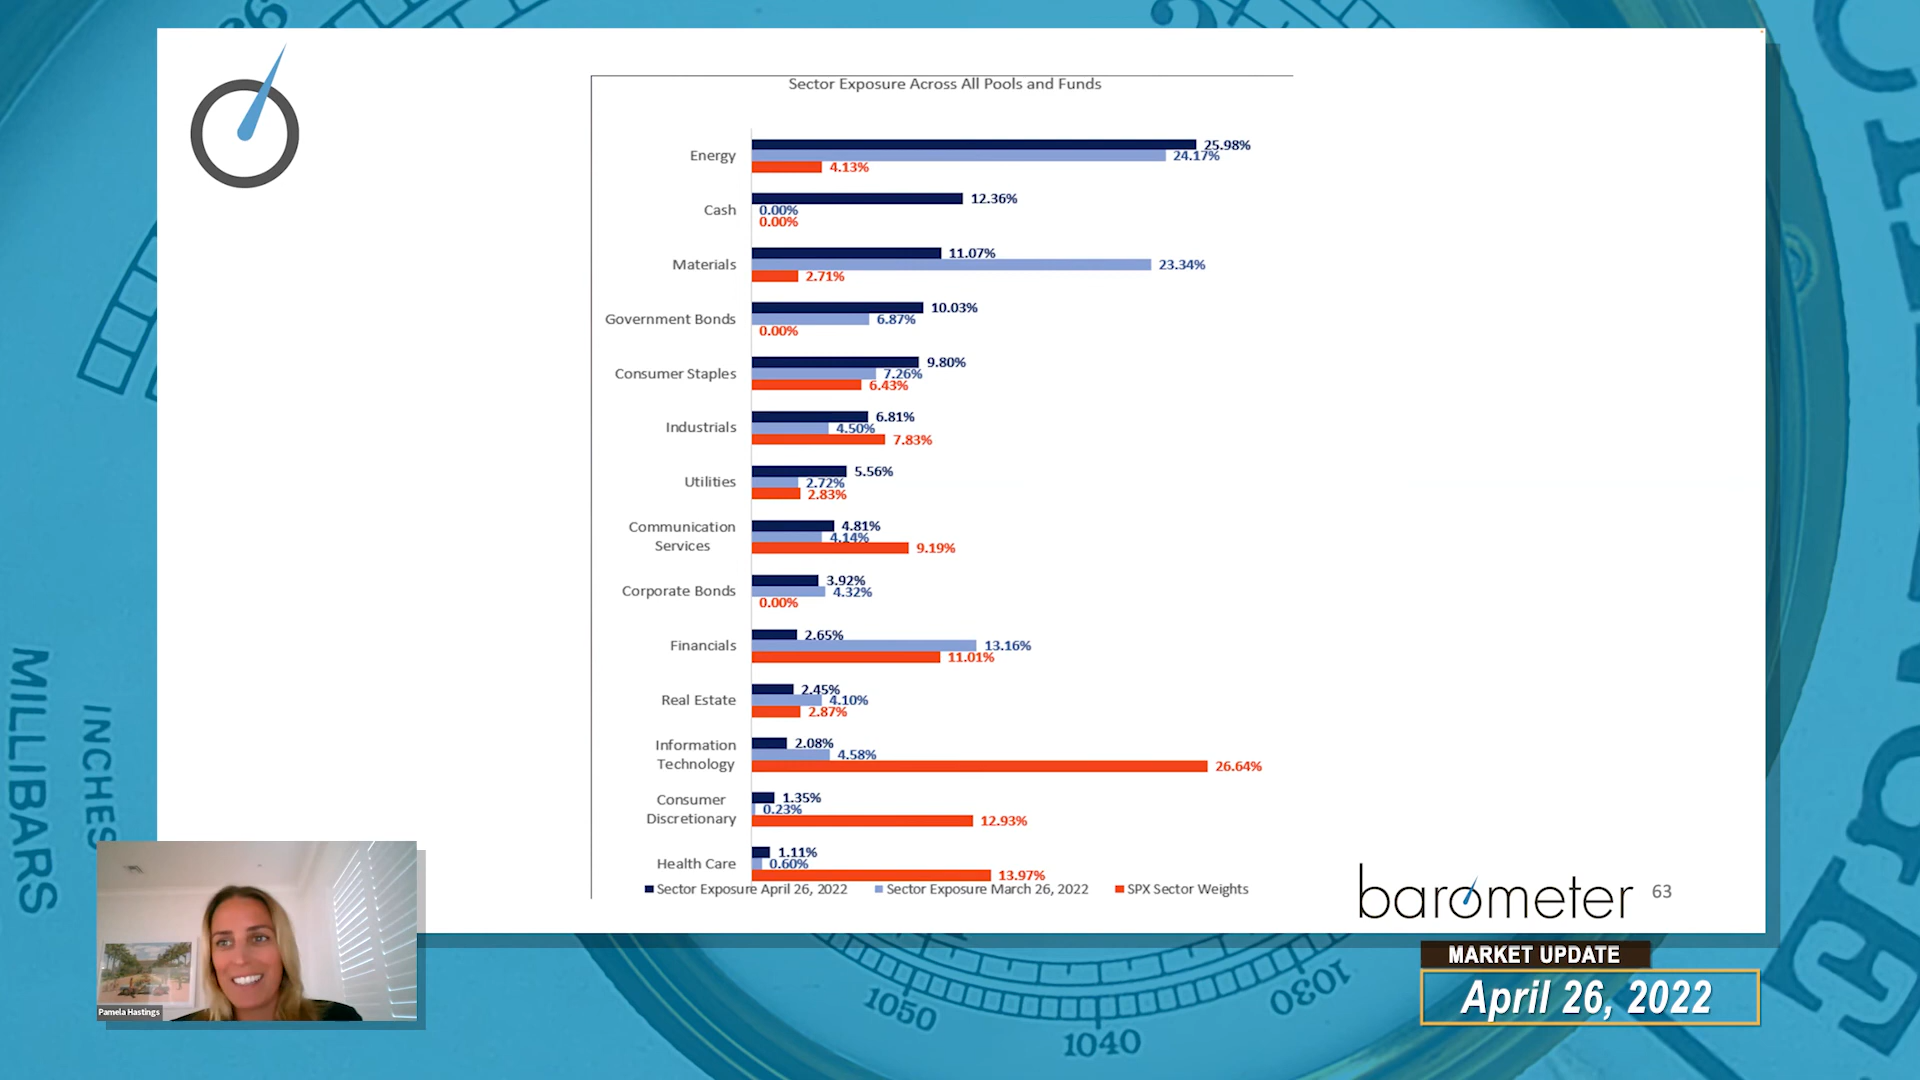 Sector Exposure Across All Pools and Funds
Energy
25.98%
24.17%
4.13%
Cash
12.36%
0.00%
0.00%
Materials
11.07%
23.34%
2.71%
Government Bonds
10.03%
6.87%
0.00%
Consumer Staples
9.80%
7.26%
6.43%
Industrials
6.81%
4.50%
7.83%
Utilities
5.56%
2.72%
2.83%
Communication
Services
4.81%
4.14%
9.19%
Corporate Bonds
3.92%
4.32%
0.00%
Financials
2.65%
13.16%
11.01%
Real Estate
2.45%
4.10%
2.87%
Information
Technology
2.08%
4.58%
26.64%
Consumer
Discretionary
1.35%
0.23%
12.93%
Health Care
1.11%
0.60%
13.97%
Sector Exposure April 26, 2022 Sector Exposure March 26, 2022 SPX Sector Weights
barometer 63
MARKET UPDATE
April 26, 2022
Pamela Hastings
MILLIBARS
INCHES
1050
1040
1030